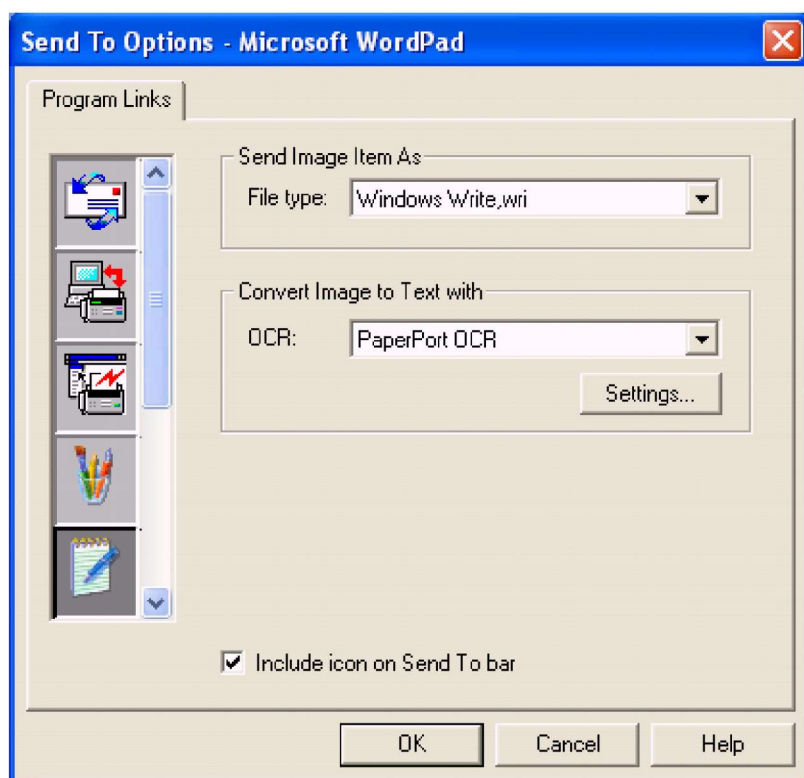 Send To Options - Microsoft WordPad
Program Links
Send Image Item As
File type: Windows Write,wri
Convert Image to Text with
OCR: PaperPort OCR
Settings...
Include icon on Send To bar
OK Cancel Help